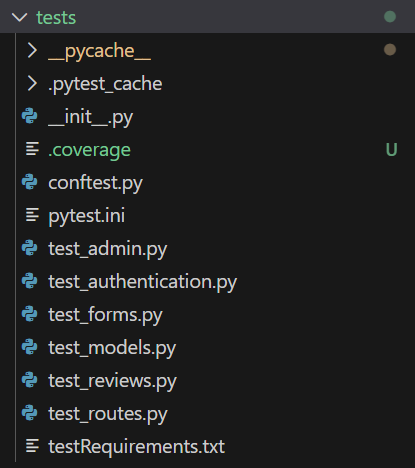 tests
__pycache__
.pytest_cache
__init__.py
.coverage U
conftest.py
pytest.ini
test_admin.py
test_authentication.py
test_forms.py
test_models.py
test_reviews.py
test_routes.py
testRequirements.txt